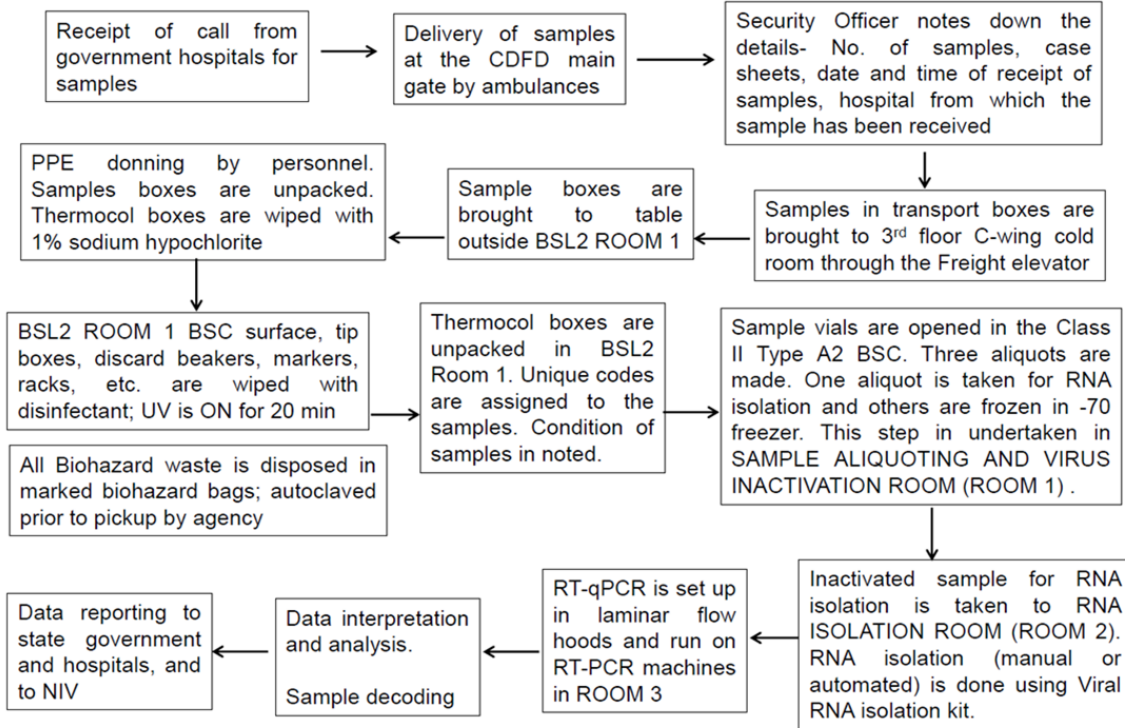 Receipt of call from
government hospitals for
samples
Delivery of samples
at the CDFD main
gate by ambulances
Security Officer notes down the
details- No. of samples, case
sheets, date and time of receipt of
samples, hospital from which the
sample has been received
Samples in transport boxes are
brought to 3rd floor C-wing cold
room through the Freight elevator
Sample boxes are
brought to table
outside BSL2 ROOM 1
PPE donning by personnel.
Samples boxes are unpacked.
Thermocol boxes are wiped with
1% sodium hypochlorite
BSL2 ROOM 1 BSC surface, tip
boxes, discard beakers, markers,
racks, etc. are wiped with
disinfectant; UV is ON for 20 min
All Biohazard waste is disposed in
marked biohazard bags; autoclaved
prior to pickup by agency
Thermocol boxes are
unpacked in BSL2
Room 1. Unique codes
are assigned to the
samples. Condition of
samples in noted.
Sample vials are opened in the Class
II Type A2 BSC. Three aliquots are
made. One aliquot is taken for RNA
isolation and others are frozen in -70
freezer. This step in undertaken in
SAMPLE ALIQUOTING AND VIRUS
INACTIVATION ROOM (ROOM 1) .
Inactivated sample for RNA
isolation is taken to RNA
ISOLATION ROOM (ROOM 2).
RNA isolation (manual or
automated) is done using Viral
RNA isolation kit.
RT-qPCR is set up
in laminar flow
hoods and run on
RT-PCR machines
in ROOM 3
Data interpretation
and analysis.
Sample decoding
Data reporting to
state government
and hospitals, and
to NIV